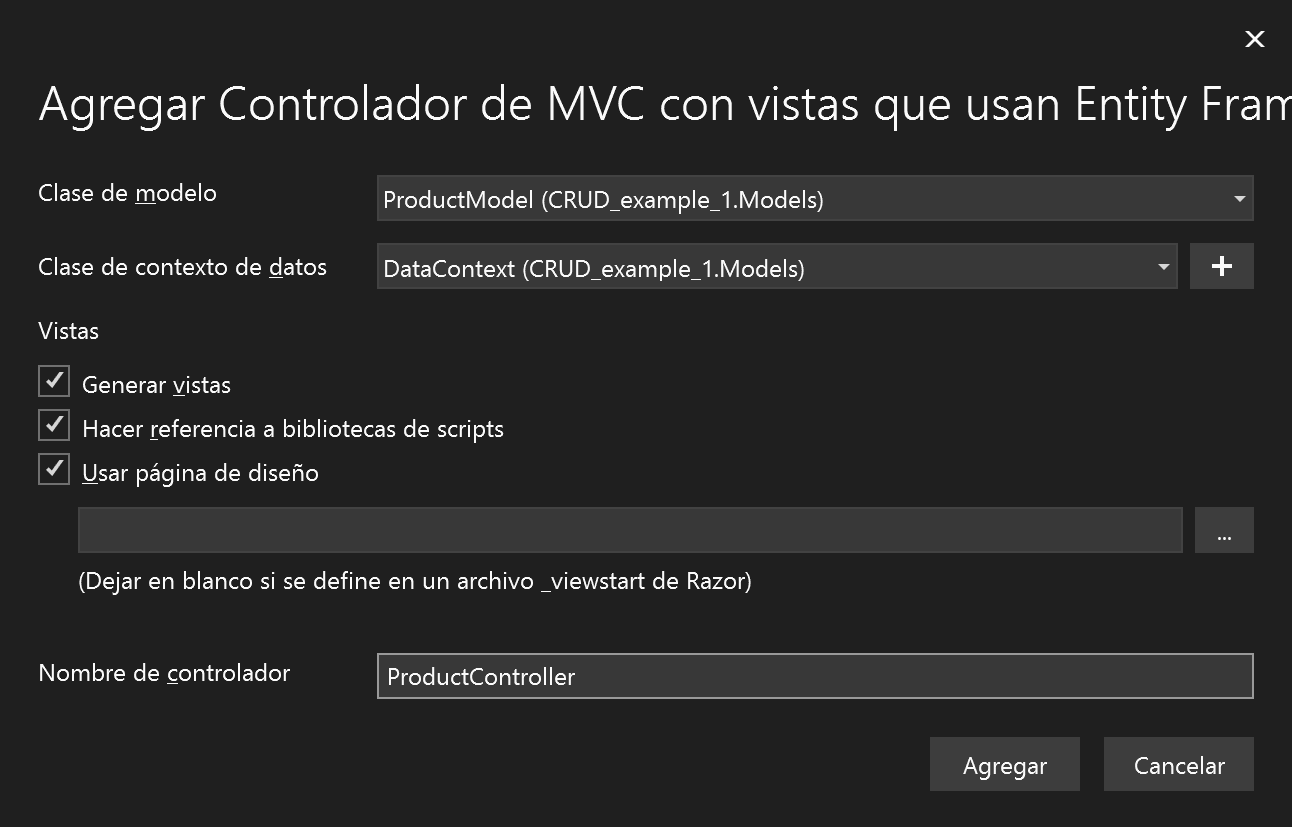 Agregar Controlador de MVC con vistas que usan Entity Fram
Clase de modelo
ProductModel (CRUD_example_1.Models)
Clase de contexto de datos
DataContext (CRUD_example_1.Models)
Vistas
Generar vistas
Hacer referencia a bibliotecas de scripts
Usar página de diseño
...
(Dejar en blanco si se define en un archivo _viewstart de Razor)
Nombre de controlador
ProductController
Agregar
Cancelar